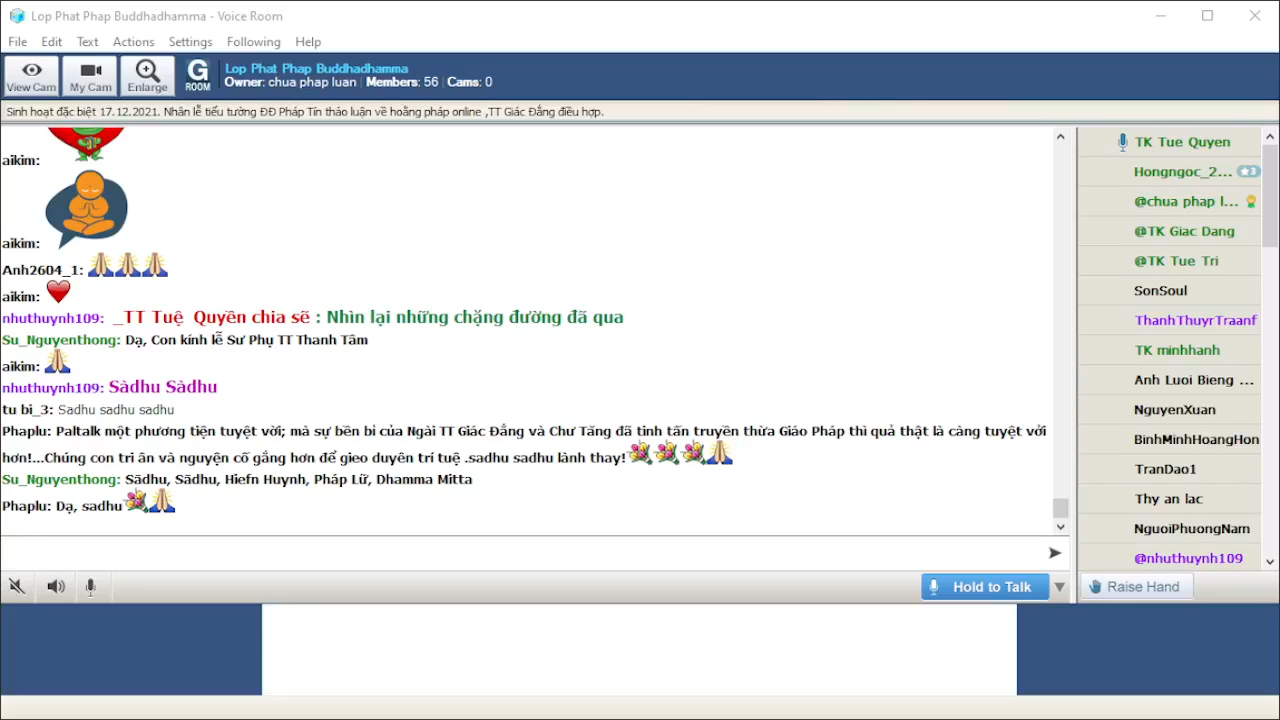 Lop Phat Phap Buddhadhamma - Voice Room
File Edit Text Actions Settings Following Help
View Cam My Cam Enlarge G ROOM
Lop Phat Phap Buddhadhamma
Owner: chua phap luan | Members: 56 | Cams: 0
Sinh hoạt đặc biệt 17.12.2021. Nhân lễ tiểu tường ĐĐ Pháp Tín thảo luận về hoằng pháp online ,TT Giác Đẳng điều hợp.
aikim:
aikim:
Anh2604_1:
aikim:
nhuthuynh109: _TT Tuệ Quyền chia sẽ : Nhìn lại những chặng đường đã qua
Su_Nguyenthong: Dạ, Con kính lễ Sư Phụ TT Thanh Tâm
aikim:
nhuthuynh109: Sàdhu Sàdhu
tu bi_3: Sadhu sadhu sadhu
Phaplu: Paltalk một phương tiện tuyệt vời; mà sự bền bỉ của Ngài TT Giác Đẳng và Chư Tăng đã tinh tấn truyền thừa Giáo Pháp thì quả thật là càng tuyệt vời
hơn!...Chúng con tri ân và nguyện cố gắng hơn để gieo duyên trí tuệ .sadhu sadhu lành thay!
Su_Nguyenthong: Sādhu, Sādhu, Hiefn Huynh, Pháp Lữ, Dhamma Mitta
Phaplu: Dạ, sadhu
Hold to Talk
TK Tue Quyen
Hongngoc_2... 3
@chua phap l...
@TK Giac Dang
@TK Tue Tri
SonSoul
ThanhThuyrTraanf
TK minhhanh
Anh Luoi Bieng ...
NguyenXuan
BinhMinhHoangHon
TranDao1
Thy an lac
NguoiPhuongNam
@nhuthuynh109
Raise Hand